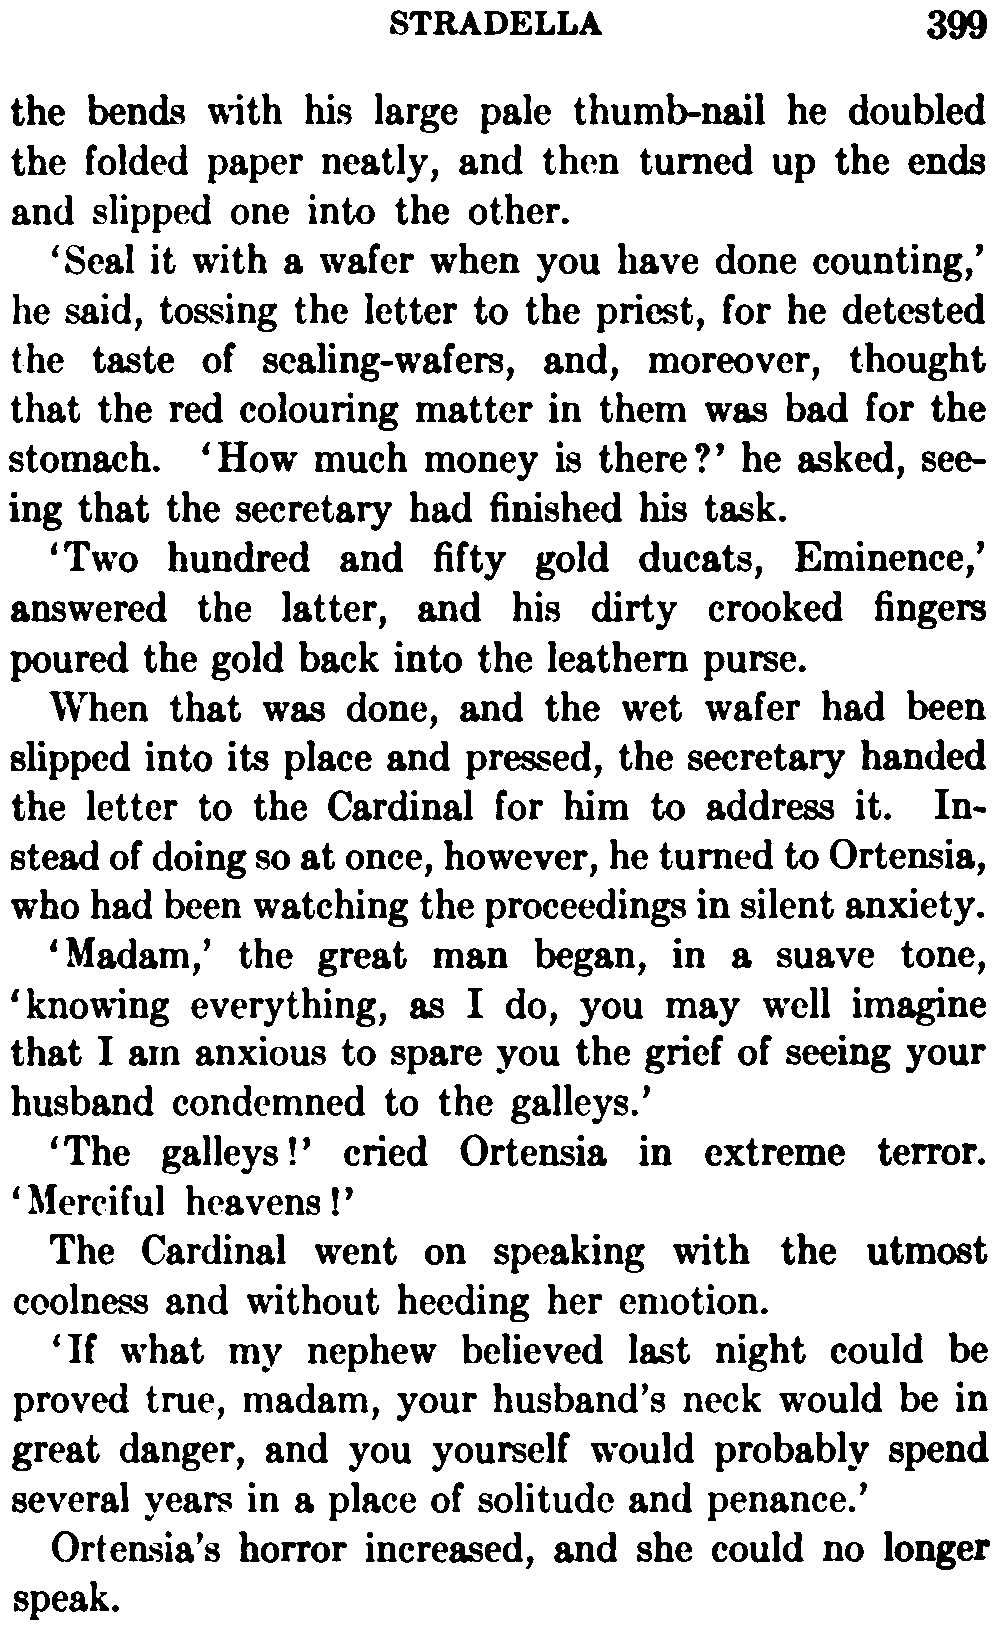 STRADELLA 399
the bends with his large pale thumb-nail he doubled
the folded paper neatly, and then turned up the ends
and slipped one into the other.
‘Seal it with a wafer when you have done counting,’
he said, tossing the letter to the priest, for he detested
the taste of sealing-wafers, and, moreover, thought
that the red colouring matter in them was bad for the
stomach. ‘How much money is there?’ he asked, see-
ing that the secretary had finished his task.
‘Two hundred and fifty gold ducats, Eminence,’
answered the latter, and his dirty crooked fingers
poured the gold back into the leathern purse.
When that was done, and the wet wafer had been
slipped into its place and pressed, the secretary handed
the letter to the Cardinal for him to address it. In-
stead of doing so at once, however, he turned to Ortensia,
who had been watching the proceedings in silent anxiety.
‘Madam,’ the great man began, in a suave tone,
‘knowing everything, as I do, you may well imagine
that I am anxious to spare you the grief of seeing your
husband condemned to the galleys.’
‘The galleys!’ cried Ortensia in extreme terror.
‘Merciful heavens!’
The Cardinal went on speaking with the utmost
coolness and without heeding her emotion.
‘If what my nephew believed last night could be
proved true, madam, your husband’s neck would be in
great danger, and you yourself would probably spend
several years in a place of solitude and penance.’
Ortensia’s horror increased, and she could no longer
speak.